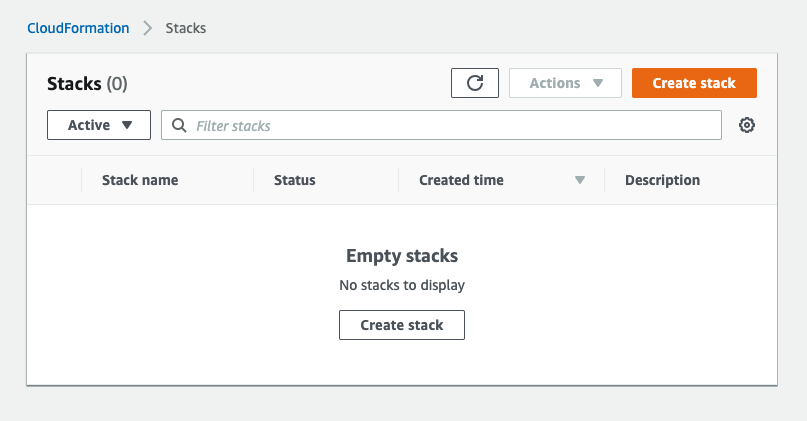 CloudFormation > Stacks
Stacks (0) Actions Create stack
Active Filter stacks
Stack name Status Created time Description
Empty stacks
No stacks to display
Create stack